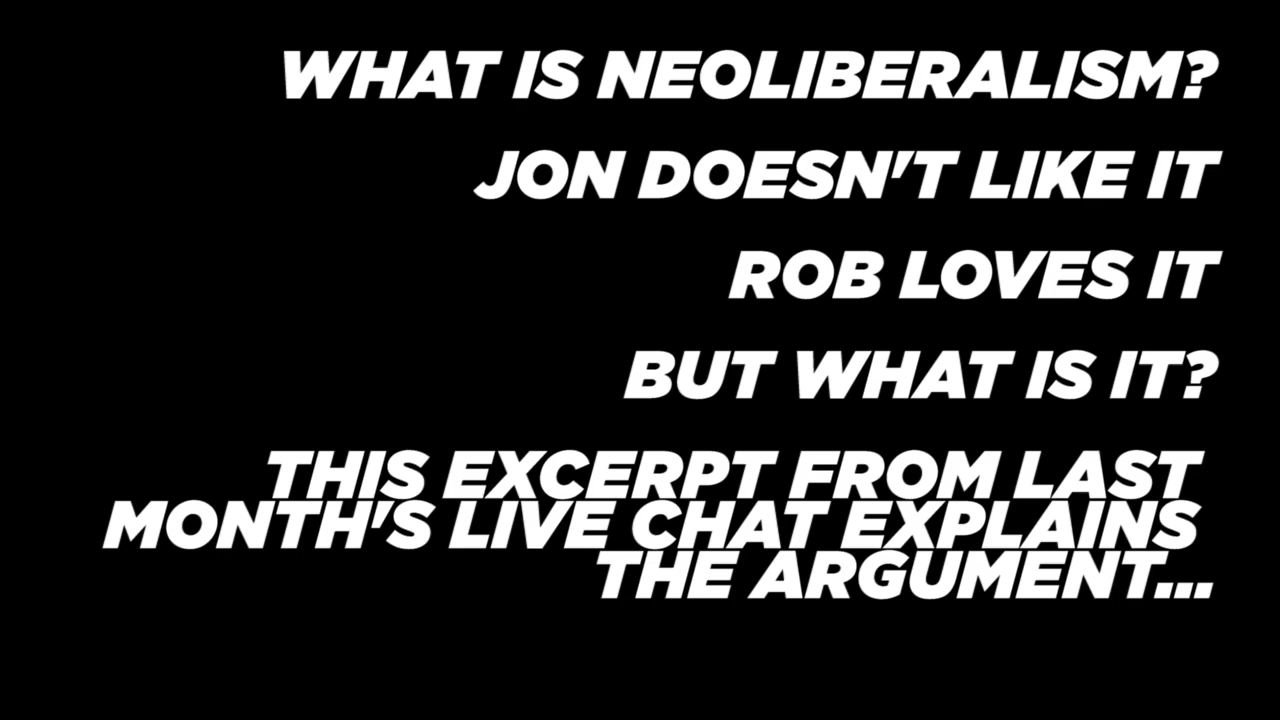 WHAT IS NEOLIBERALISM?
JON DOESN'T LIKE IT
ROB LOVES IT
BUT WHAT IS IT?
THIS EXCERPT FROM LAST
MONTH'S LIVE CHAT EXPLAINS
THE ARGUMENT...